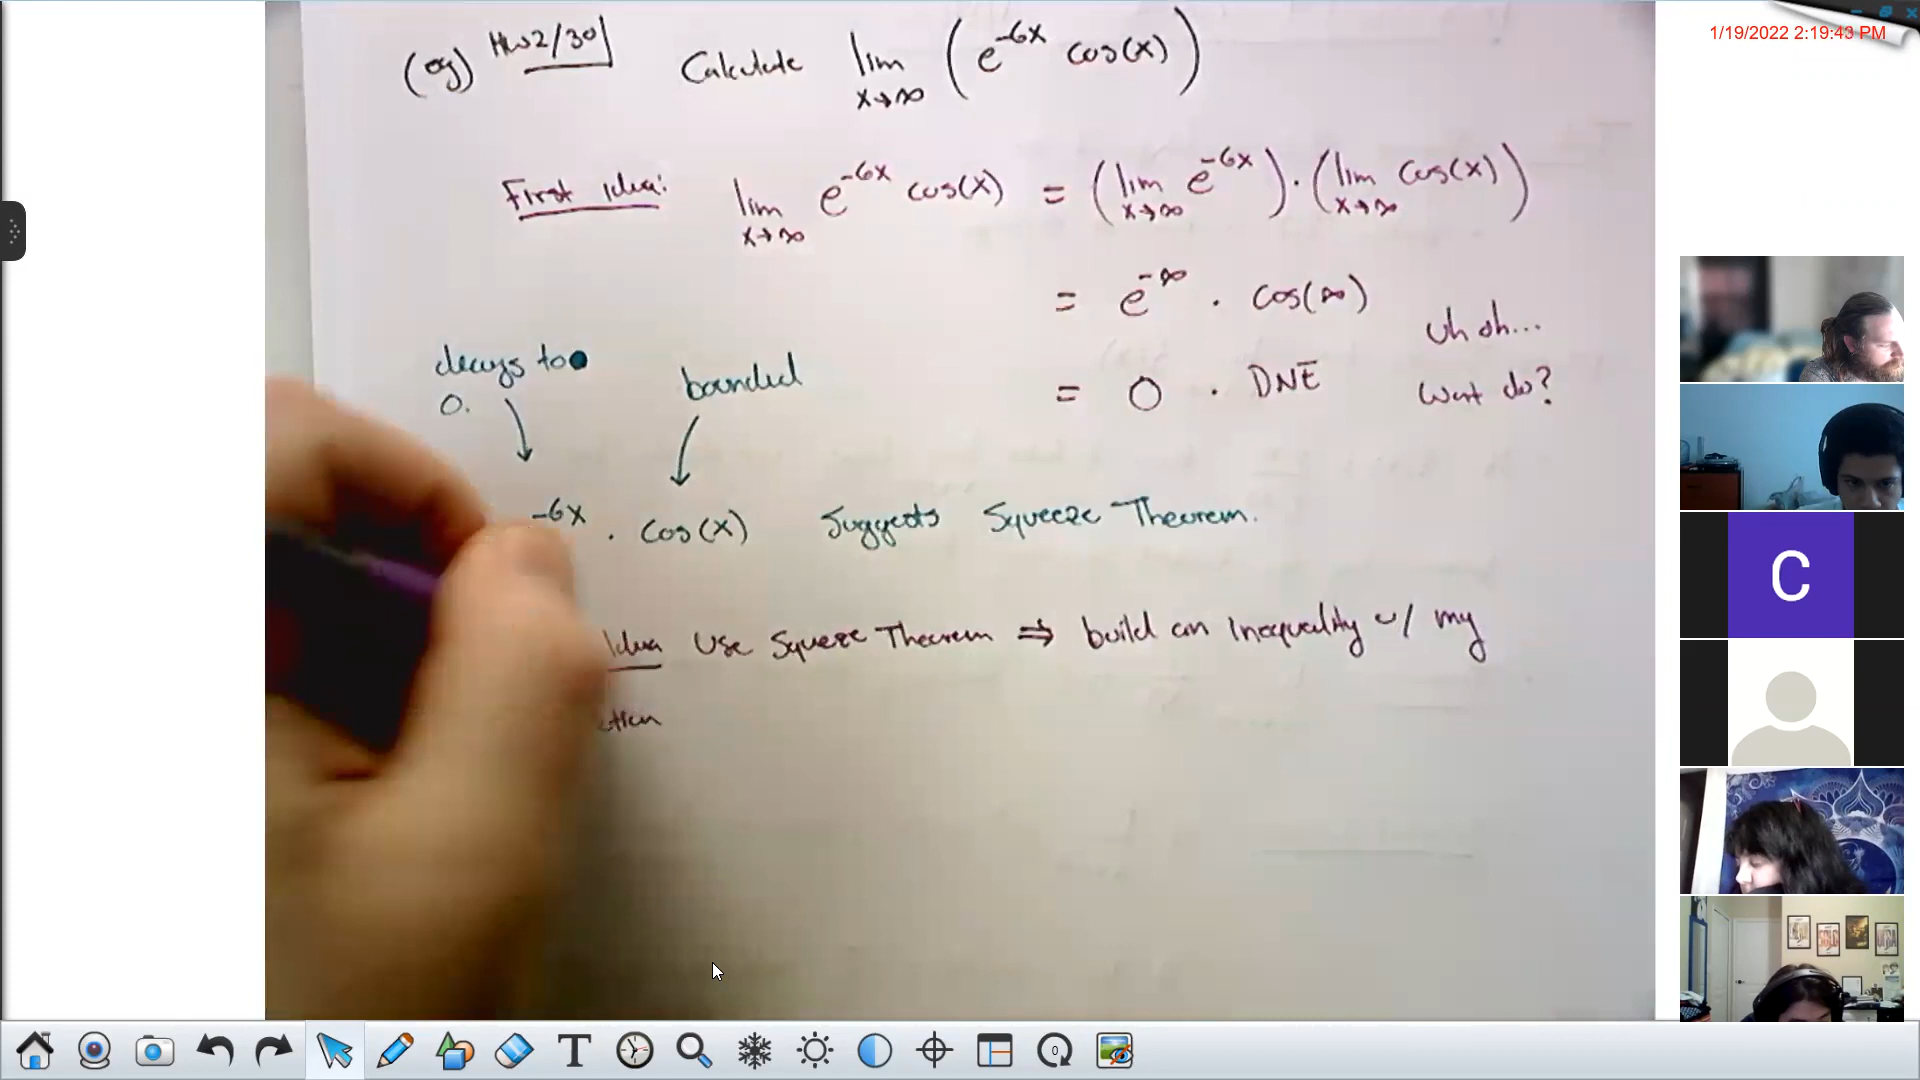 1/19/2022 2:19:43 PM
(eg) HW2/30 Calculate lim x→∞ (e^-6x cos(x))
First Idea: lim x→∞ e^-6x cos(x) = (lim x→∞ e^-6x) · (lim x→∞ cos(x))
= e^-∞ · cos(∞)
uh oh...
= 0 · DNE
do?
decays to
0.
bounded
-6x · cos(x) Suggests Squeeze Theorem.
Idea Use Squeeze Theorem ⇒ build an Inequality w/ my
ction
C
T
0